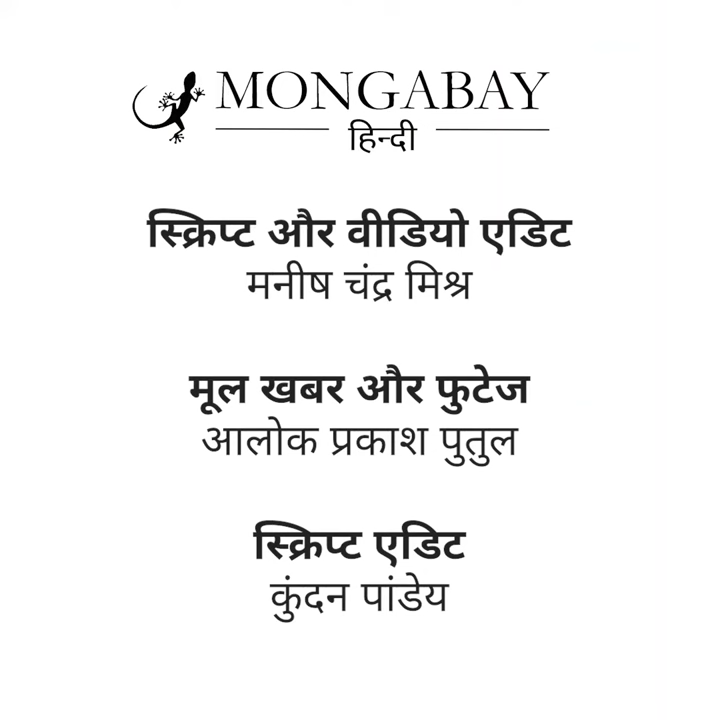 MONGABAY
हिन्दी
स्क्रिप्ट और वीडियो एडिट
मनीष चंद्र मिश्र
मूल खबर और फुटेज
आलोक प्रकाश पुतुल
स्क्रिप्ट एडिट
कुंदन पांडेय